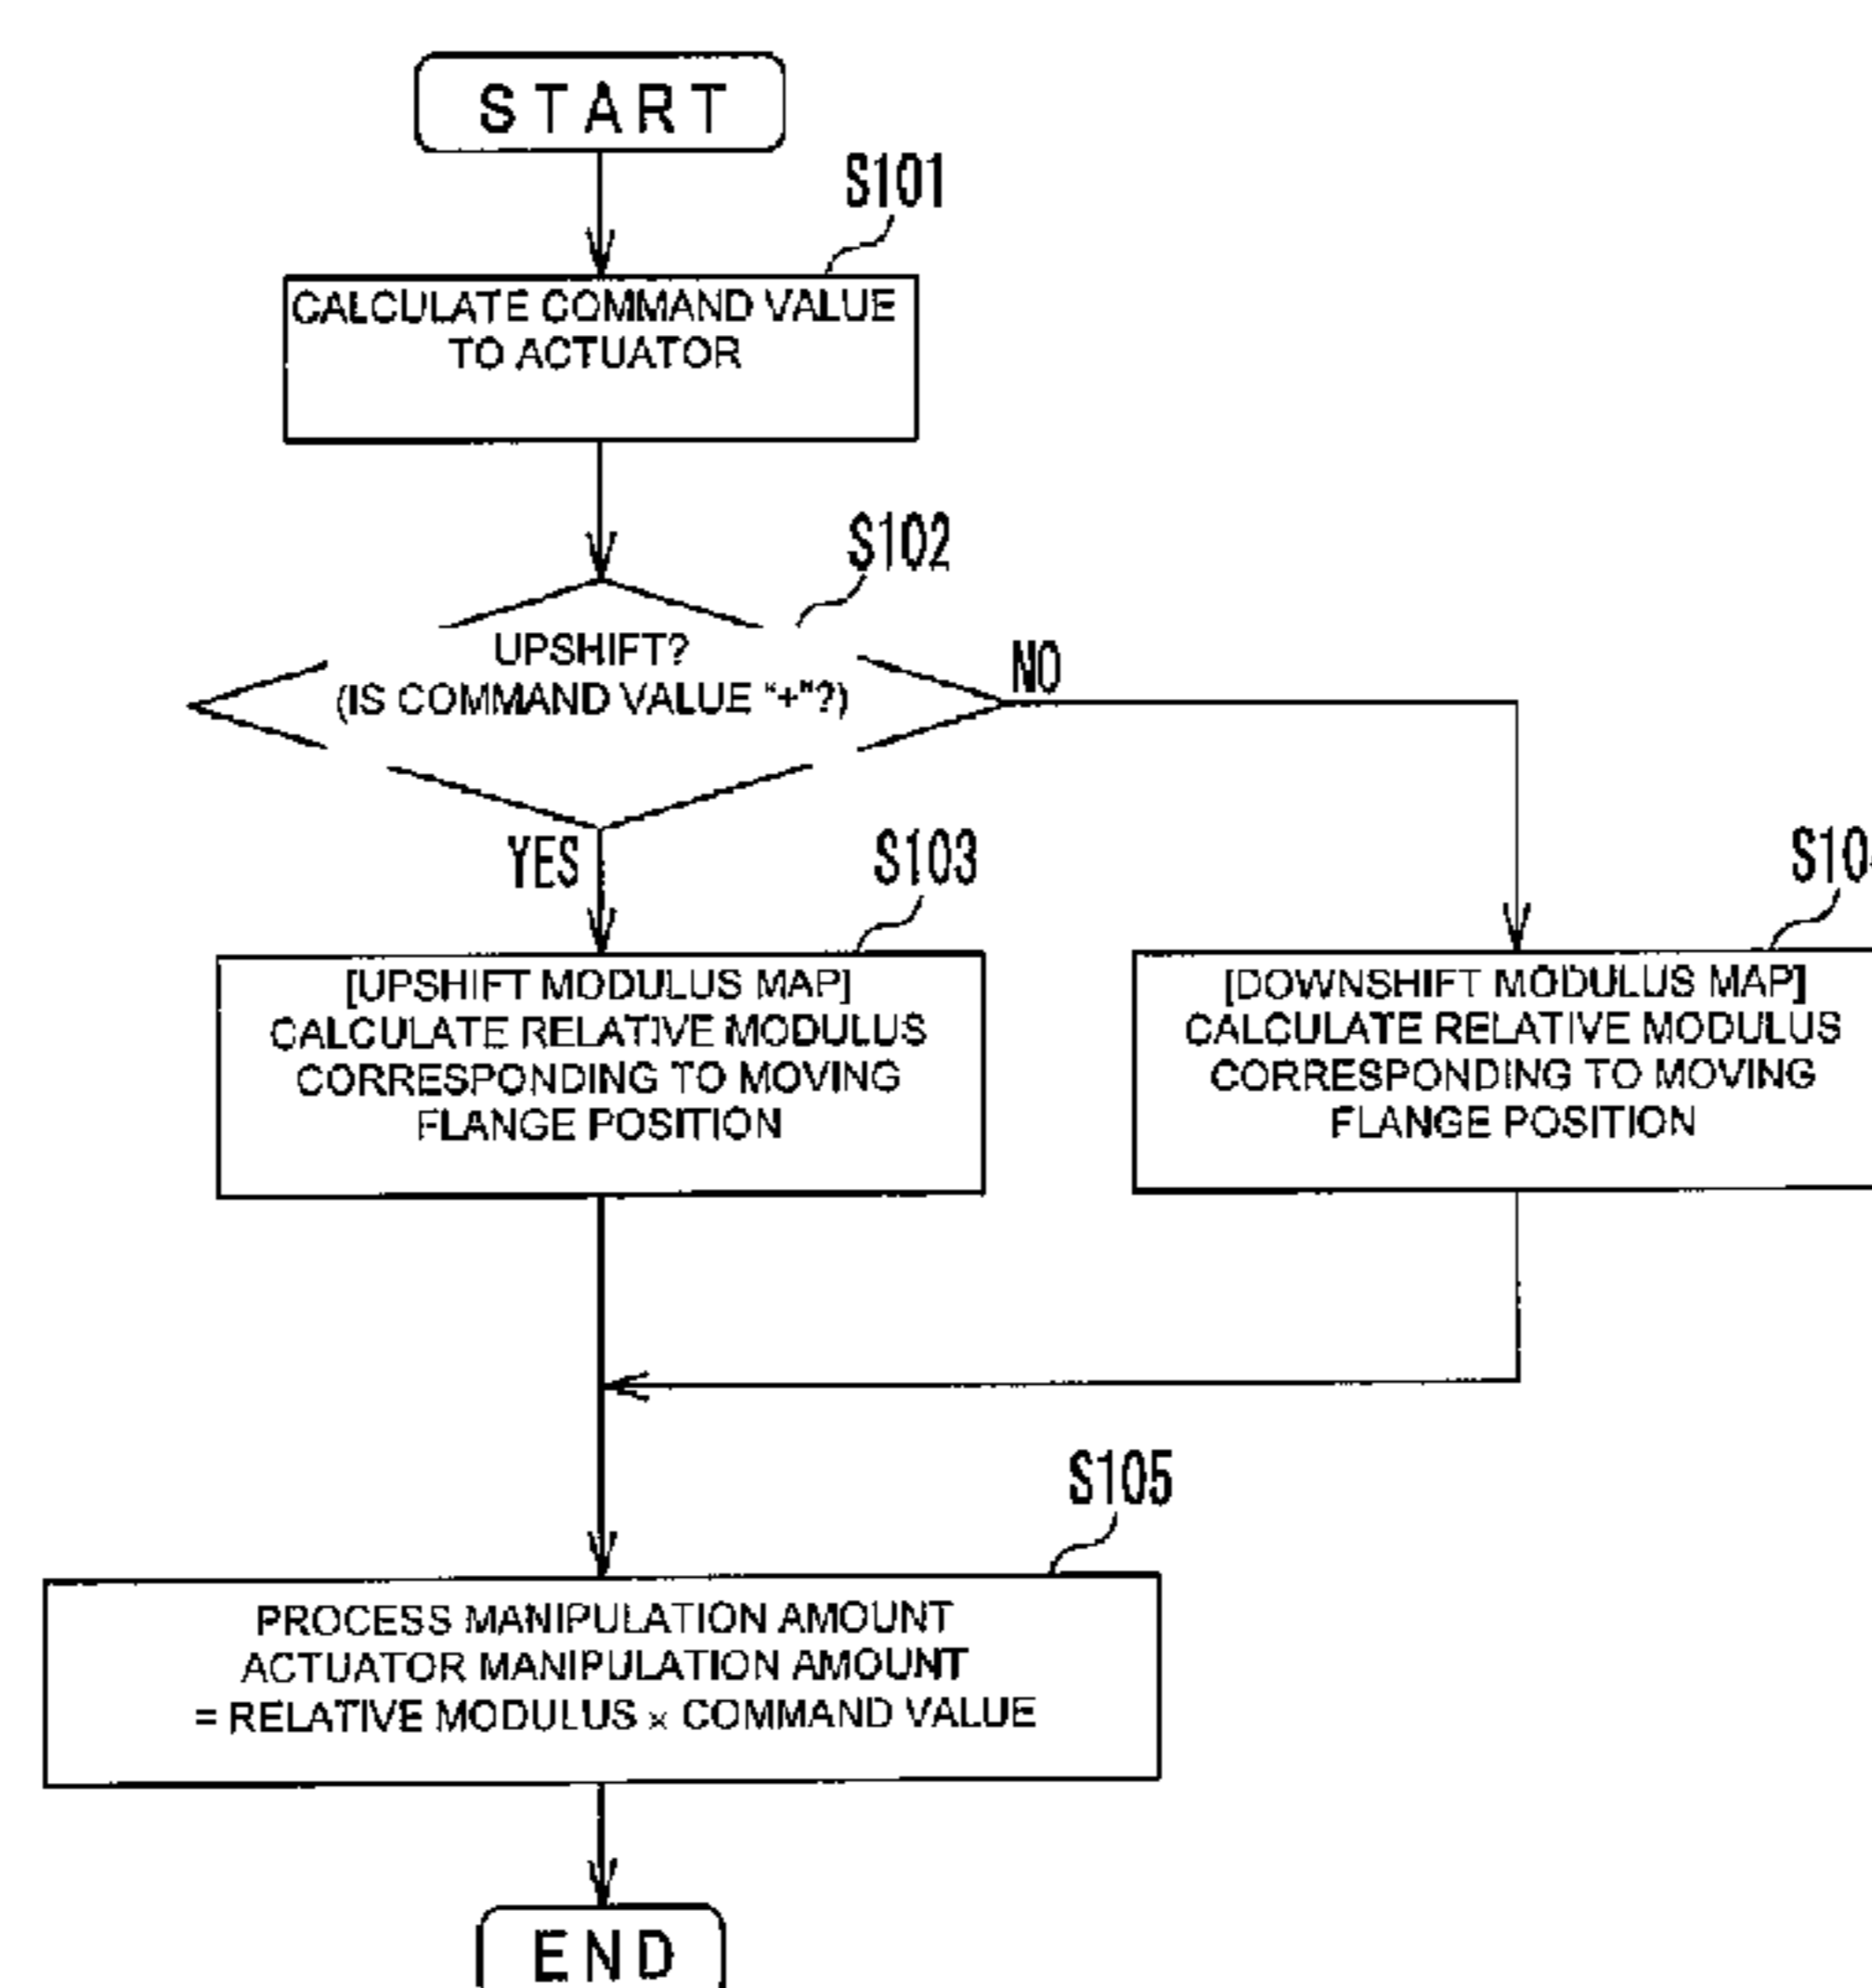 START
S101
CALCULATE COMMAND VALUE
TO ACTUATOR
S102
UPSHIFT?
(IS COMMAND VALUE "+"?)
NO
YES
S103
[UPSHIFT MODULUS MAP]
CALCULATE RELATIVE MODULUS
CORRESPONDING TO MOVING
FLANGE POSITION
[DOWNSHIFT MODULUS MAP]
CALCULATE RELATIVE MODULUS
CORRESPONDING TO MOVING
FLANGE POSITION
S105
PROCESS MANIPULATION AMOUNT
ACTUATOR MANIPULATION AMOUNT
= RELATIVE MODULUS × COMMAND VALUE
END